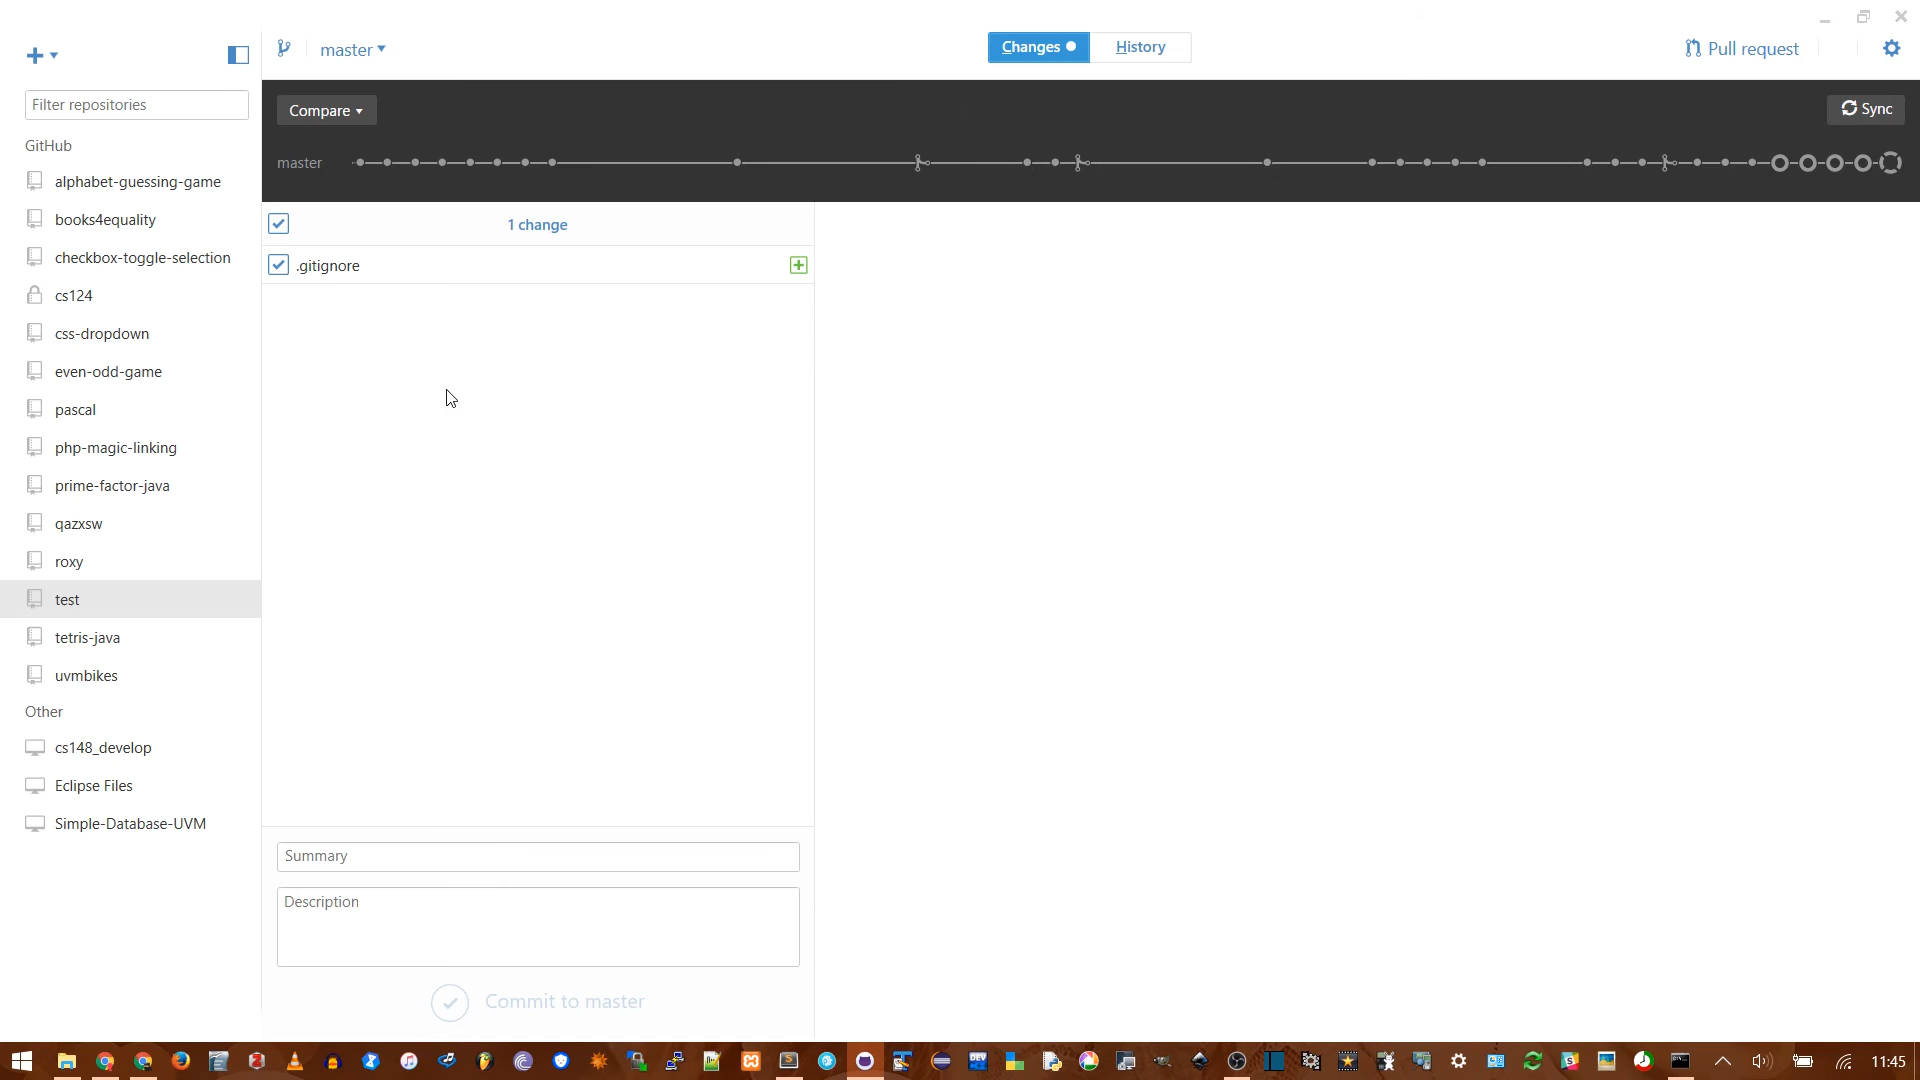 master
Changes
History
Pull request
Filter repositories
Compare
Sync
master
GitHub
alphabet-guessing-game
books4equality
checkbox-toggle-selection
cs124
css-dropdown
even-odd-game
pascal
php-magic-linking
prime-factor-java
qazxsw
roxy
test
tetris-java
uvmbikes
Other
cs148_develop
Eclipse Files
Simple-Database-UVM
1 change
.gitignore
Summary
Description
Commit to master
DEV
11:45